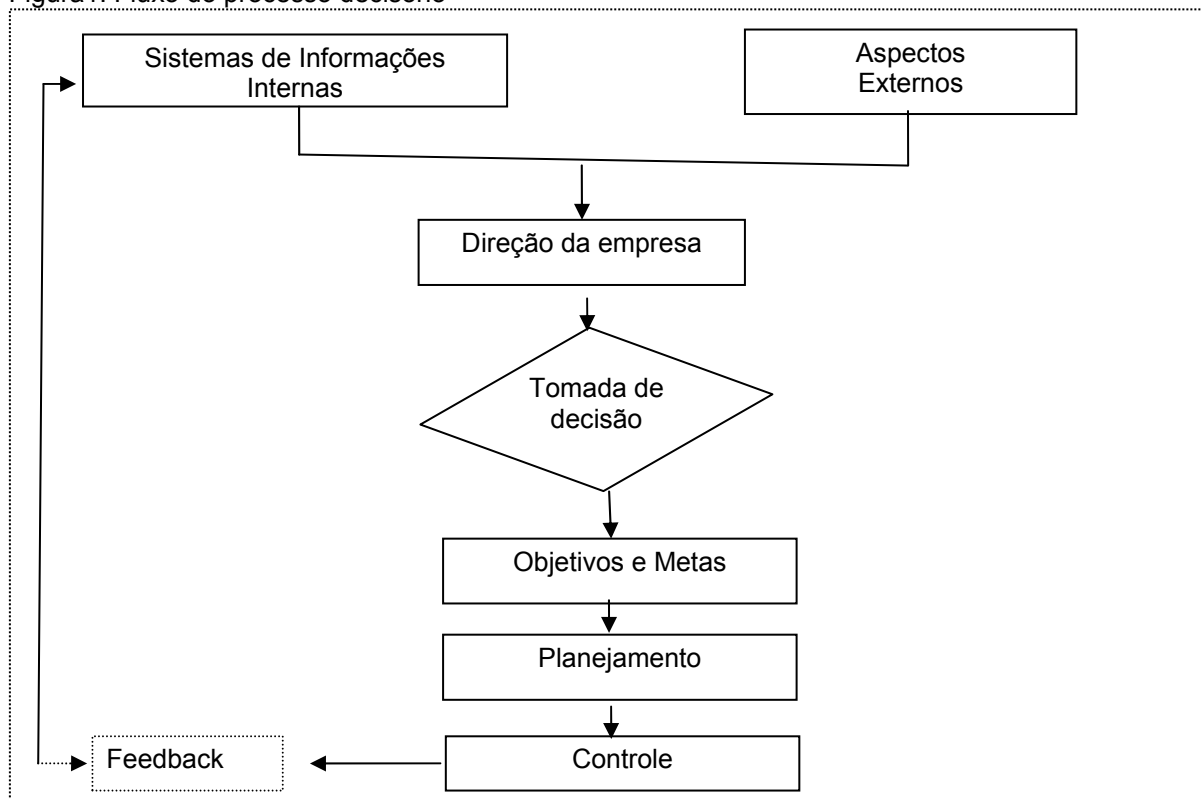 Sistemas de Informações
Internas
Aspectos
Externos
Direção da empresa
Tomada de
decisão
Objetivos e Metas
Planejamento
Feedback
Controle